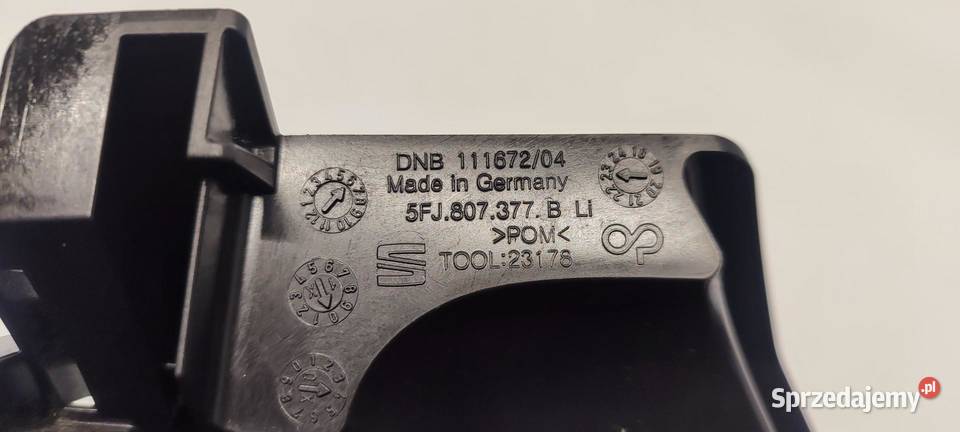 DNB 111672/04
Made in Germany
5FJ.807.377. B Li
>POM<
TOOL:23178
Sprzedajemy.pl